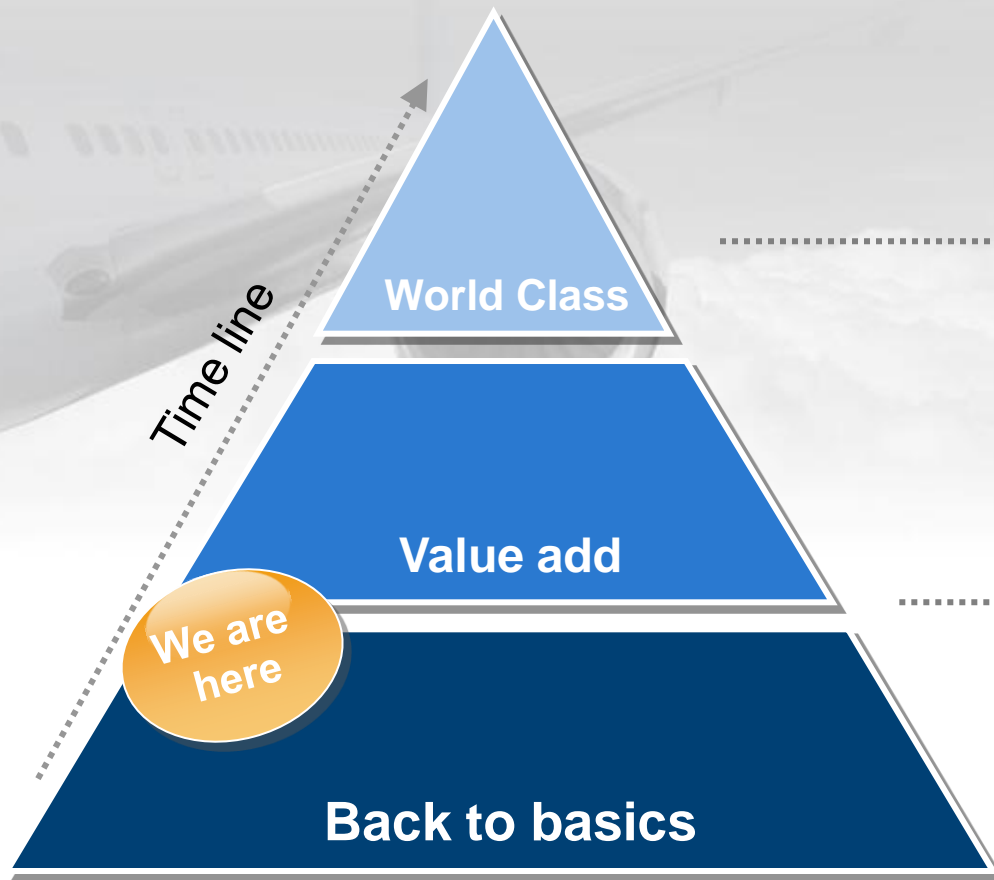 World Class
Time line
Value add
We are
here
Back to basics